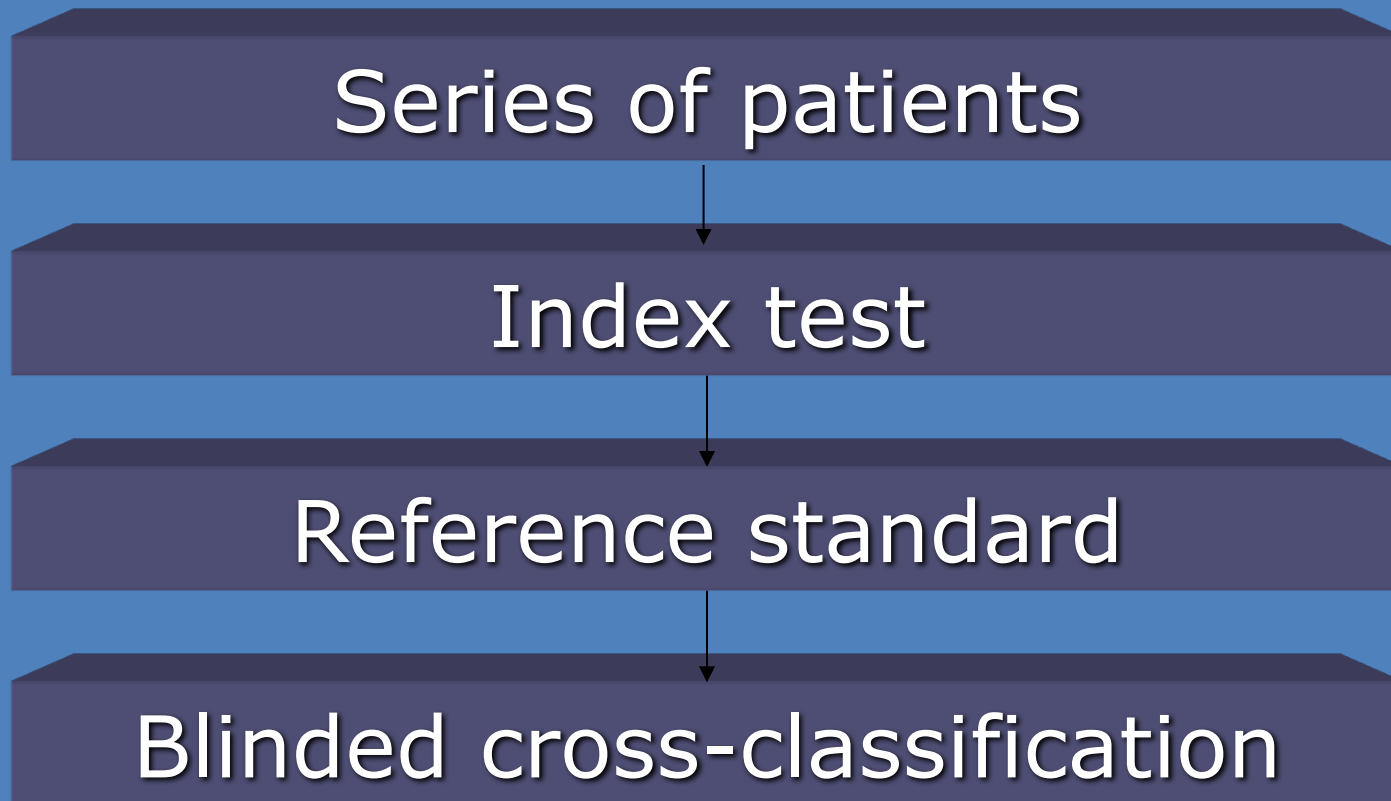 Series of patients
Index test
Reference standard
Blinded cross-classification